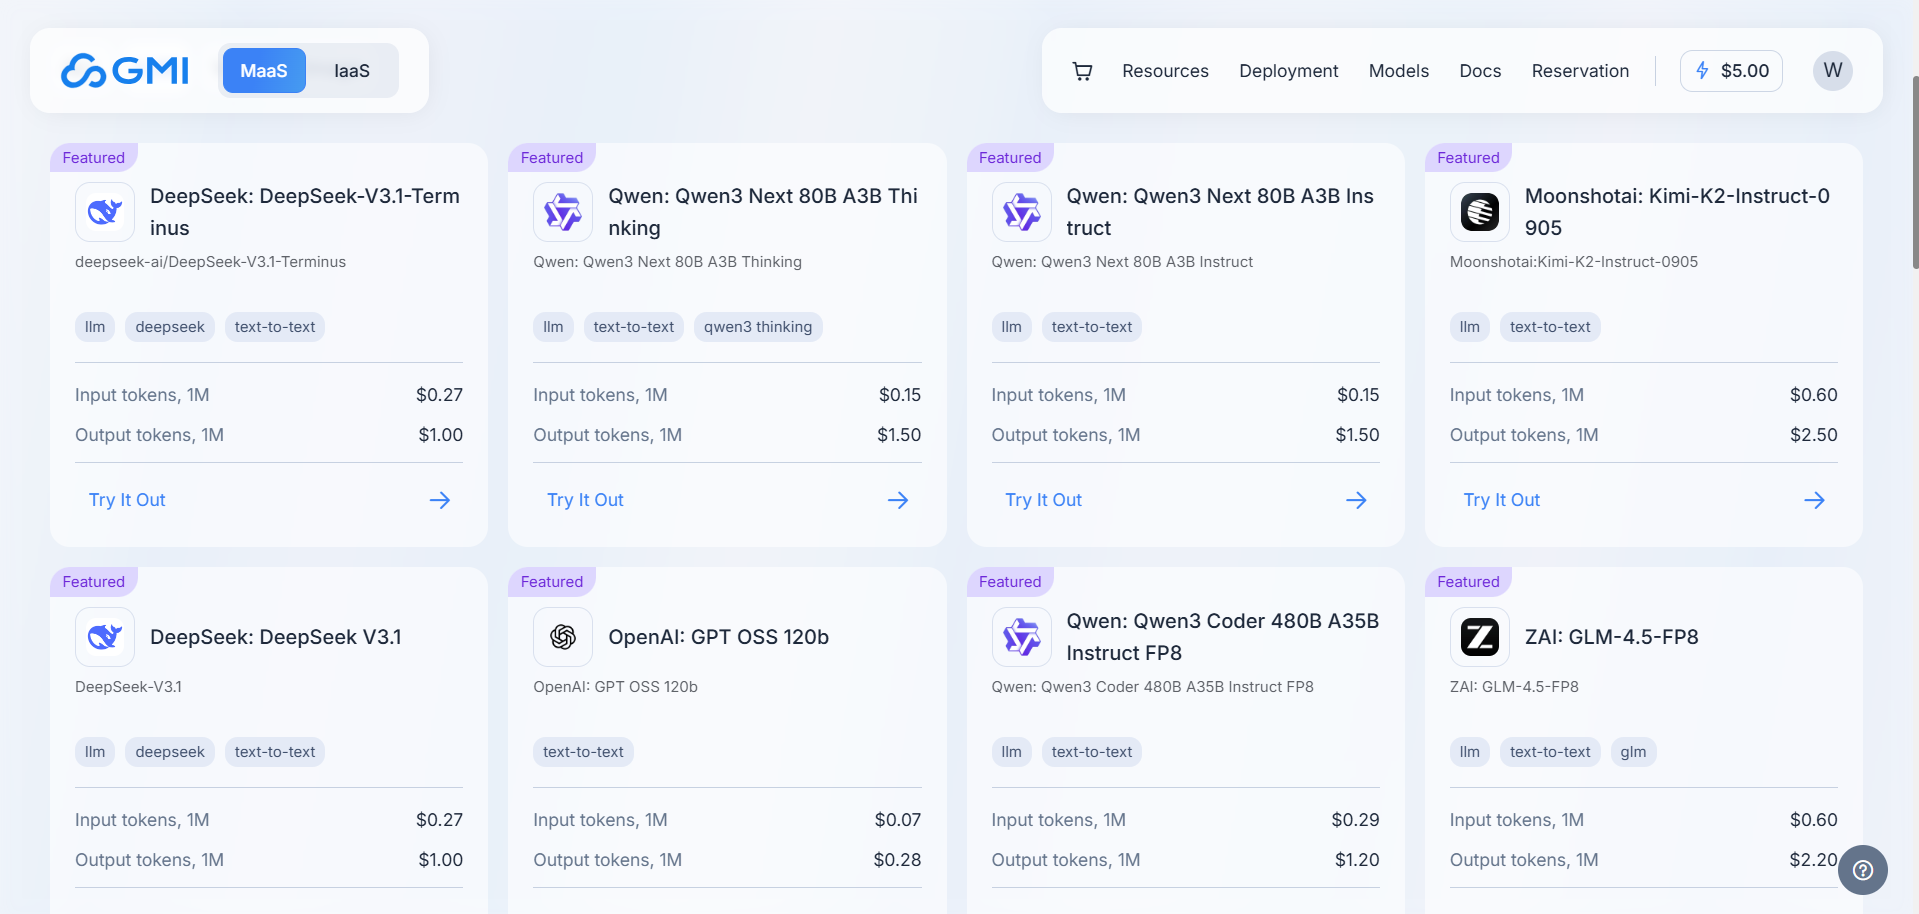 GMI
MaaS
IaaS
Resources
Deployment
Models
Docs
Reservation
$5.00
W
Featured
DeepSeek: DeepSeek-V3.1-Term
inus
deepseek-ai/DeepSeek-V3.1-Terminus
llm
deepseek
text-to-text
Input tokens, 1M
$0.27
Output tokens, 1M
$1.00
Try It Out
Featured
Qwen: Qwen3 Next 80B A3B Thi
nking
Qwen: Qwen3 Next 80B A3B Thinking
llm
text-to-text
qwen3 thinking
Input tokens, 1M
$0.15
Output tokens, 1M
$1.50
Try It Out
Featured
Qwen: Qwen3 Next 80B A3B Ins
truct
Qwen: Qwen3 Next 80B A3B Instruct
llm
text-to-text
Input tokens, 1M
$0.15
Output tokens, 1M
$1.50
Try It Out
Featured
Moonshotai: Kimi-K2-Instruct-0
905
Moonshotai:Kimi-K2-Instruct-0905
llm
text-to-text
Input tokens, 1M
$0.60
Output tokens, 1M
$2.50
Try It Out
Featured
DeepSeek: DeepSeek V3.1
DeepSeek-V3.1
llm
deepseek
text-to-text
Input tokens, 1M
$0.27
Output tokens, 1M
$1.00
Featured
OpenAI: GPT OSS 120b
OpenAI: GPT OSS 120b
text-to-text
Input tokens, 1M
$0.07
Output tokens, 1M
$0.28
Featured
Qwen: Qwen3 Coder 480B A35B
Instruct FP8
Qwen: Qwen3 Coder 480B A35B Instruct FP8
llm
text-to-text
Input tokens, 1M
$0.29
Output tokens, 1M
$1.20
Featured
ZAI: GLM-4.5-FP8
ZAI: GLM-4.5-FP8
llm
text-to-text
glm
Input tokens, 1M
$0.60
Output tokens, 1M
$2.20